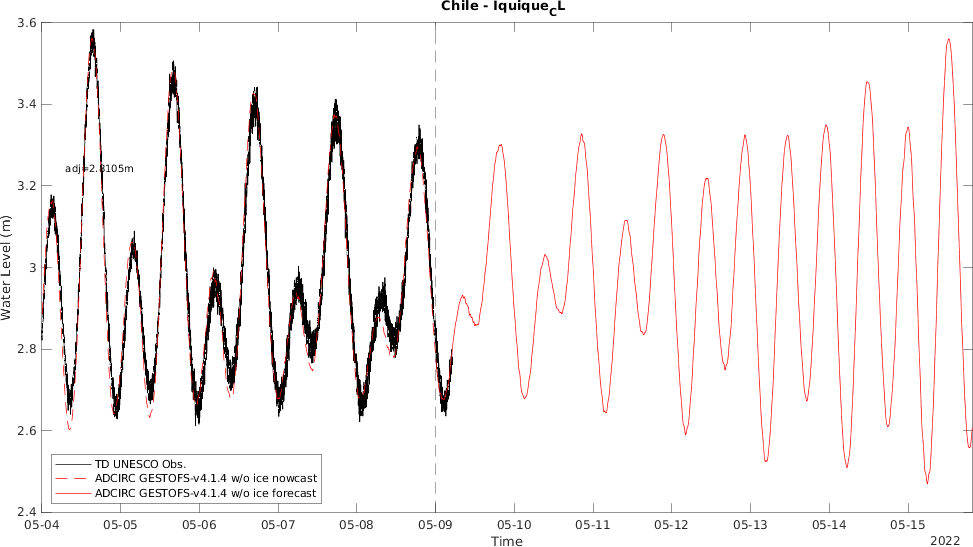 Chile - Iquique_CL
3.6
3.4
3.2
3
2.8
2.6
2.4
Water Level (m)
adj=2.8105m
TD UNESCO Obs.
ADCIRC GESTOFS-v4.1.4 w/o ice nowcast
ADCIRC GESTOFS-v4.1.4 w/o ice forecast
05-04 05-05 05-06 05-07 05-08 05-09 05-10 05-11 05-12 05-13 05-14 05-15
Time
2022